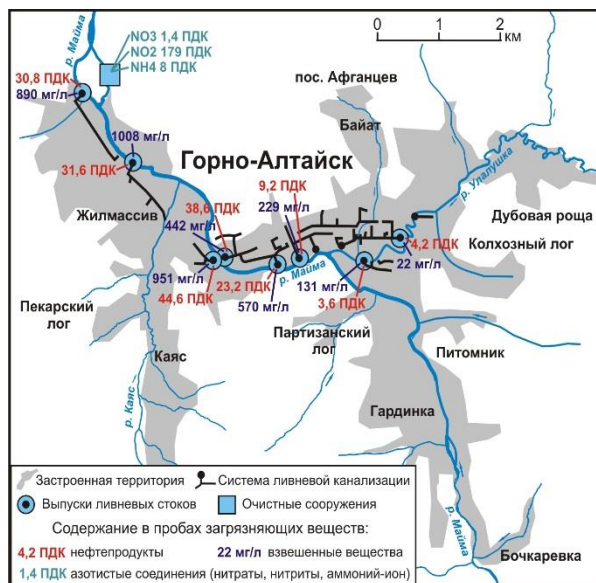 р. Майма
NO3 1,4 ПДК
NO2 179 ПДК
NH4 8 ПДК
0 1 2
км
30,8 ПДК
890 мг/л
пос. Афганцев
1008 мг/л
Байат
Горно-Алтайск
31,6 ПДК
р. Улалушка
9,2 ПДК
Жилмассив
38,6 ПДК
229 мг/л
Дубовая роща
442 мг/л
4,2 ПДК
Колхозный лог
22 мг/л
951 мг/л
р. Майма
44,6 ПДК
23,2 ПДК
131 мг/л
3,6 ПДК
570 мг/л
Пекарский
лог
Партизанский
лог
Питомник
Каяс
р. Каяс
Гардинка
р. Майма
Бочкаревка
Застроенная территория
Система ливневой канализации
Выпуски ливневых стоков
Очистные сооружения
Содержание в пробах загрязняющих веществ:
4,2 ПДК нефтепродукты
22 мг/л взвешенные вещества
1,4 ПДК азотистые соединения (нитраты, нитриты, аммоний-ион)